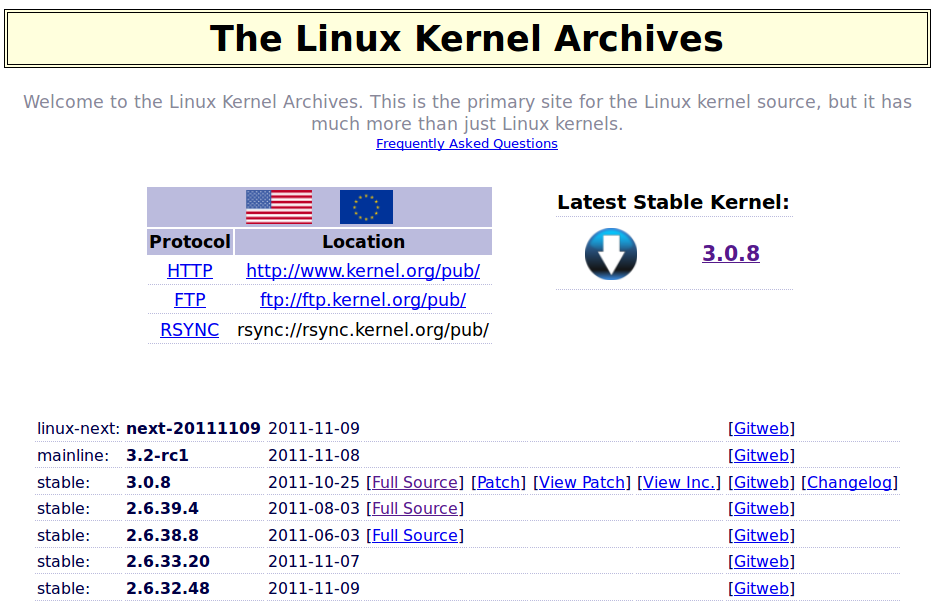 The Linux Kernel Archives
Welcome to the Linux Kernel Archives. This is the primary site for the Linux kernel source, but it has
much more than just Linux kernels.
Frequently Asked Questions
Protocol Location
HTTP http://www.kernel.org/pub/
FTP ftp://ftp.kernel.org/pub/
RSYNC rsync://rsync.kernel.org/pub/
Latest Stable Kernel:
3.0.8
linux-next: next-20111109 2011-11-09 [Gitweb]
mainline: 3.2-rc1 2011-11-08 [Gitweb]
stable: 3.0.8 2011-10-25 [Full Source] [Patch] [View Patch] [View Inc.] [Gitweb] [Changelog]
stable: 2.6.39.4 2011-08-03 [Full Source] [Gitweb]
stable: 2.6.38.8 2011-06-03 [Full Source] [Gitweb]
stable: 2.6.33.20 2011-11-07 [Gitweb]
stable: 2.6.32.48 2011-11-09 [Gitweb]